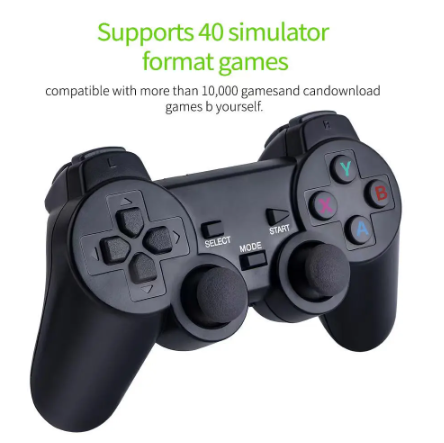 Supports 40 simulator
format games
compatible with more than 10,000 gamesand candownload
games b yourself.
L
R
Y
X
B
A
SELECT
START
MODE